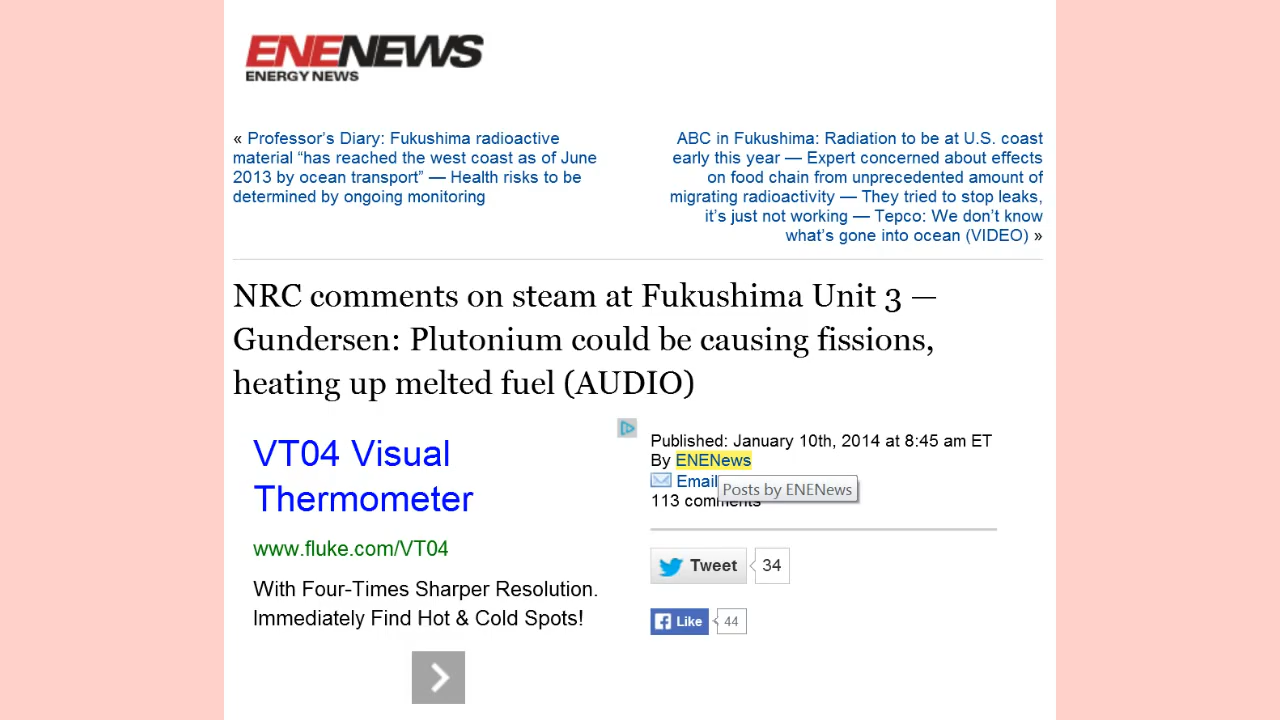 ENENEWS
ENERGY NEWS
« Professor’s Diary: Fukushima radioactive
material “has reached the west coast as of June
2013 by ocean transport” — Health risks to be
determined by ongoing monitoring
ABC in Fukushima: Radiation to be at U.S. coast
early this year — Expert concerned about effects
on food chain from unprecedented amount of
migrating radioactivity — They tried to stop leaks,
it’s just not working — Tepco: We don’t know
what’s gone into ocean (VIDEO) »
NRC comments on steam at Fukushima Unit 3 —
Gundersen: Plutonium could be causing fissions,
heating up melted fuel (AUDIO)
VT04 Visual
Thermometer
www.fluke.com/VT04
With Four-Times Sharper Resolution.
Immediately Find Hot & Cold Spots!
Published: January 10th, 2014 at 8:45 am ET
By ENENews
Email
Posts by ENENews
113 comments
Tweet 34
Like 44